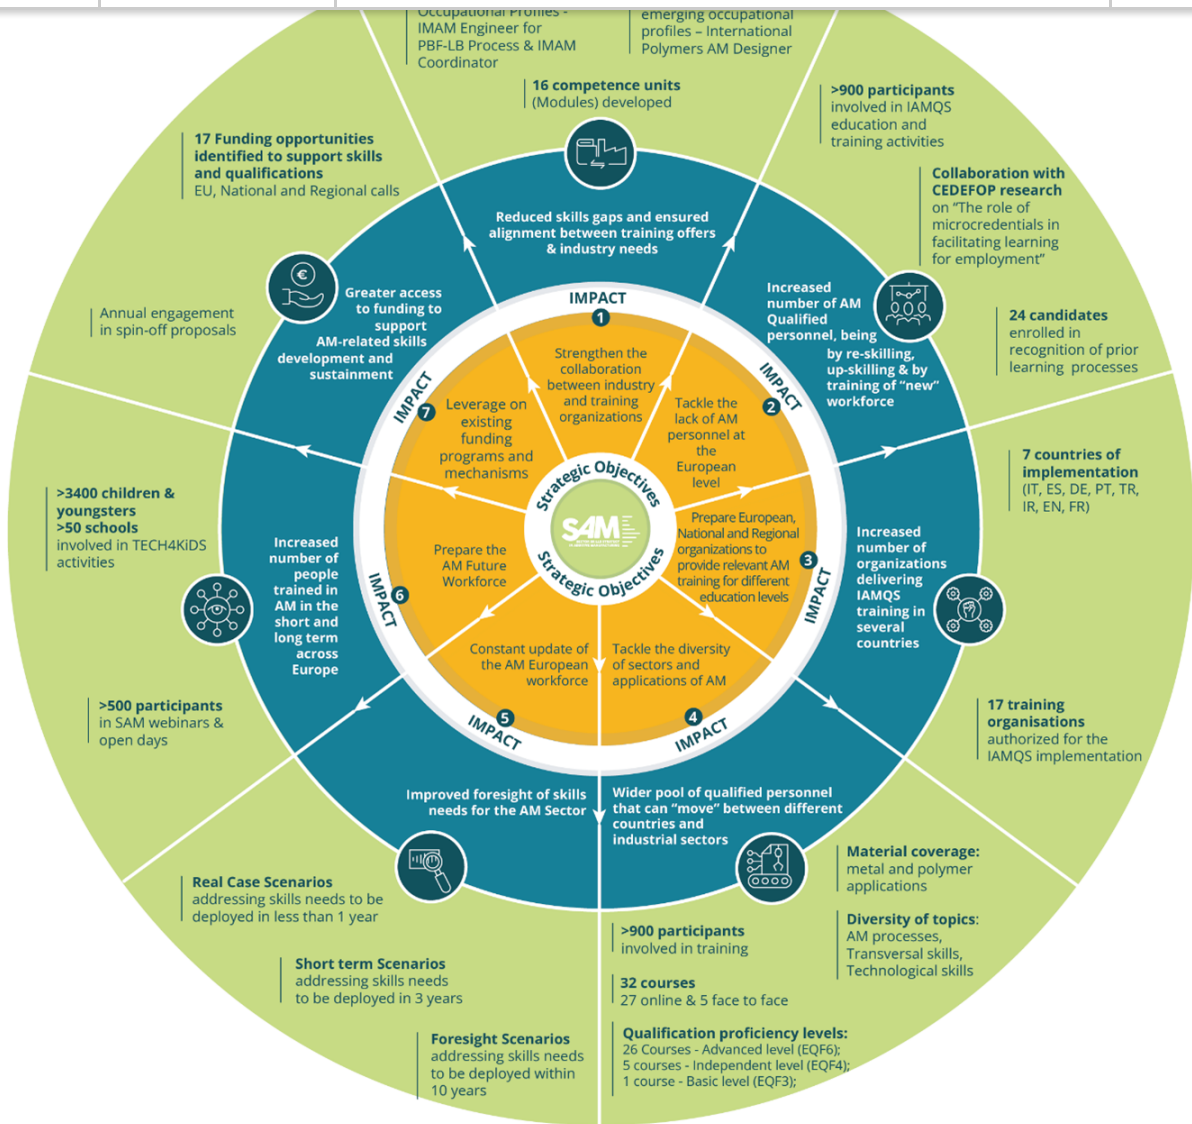 Occupational Profiles -
IMAM Engineer for
PBF-LB Process & IMAM
Coordinator
emerging occupational
profiles – International
Polymers AM Designer
16 competence units
(Modules) developed
>900 participants
involved in IAMQS
education and
training activities
Collaboration with
CEDEFOP research
on “The role of
microcredentials in
facilitating learning
for employment”
24 candidates
enrolled in
recognition of prior
learning processes
7 countries of
implementation
(IT, ES, DE, PT, TR,
IR, EN, FR)
17 training
organisations
authorized for the
IAMQS implementation
Material coverage:
metal and polymer
applications
Diversity of topics:
AM processes,
Transversal skills,
Technological skills
>900 participants
involved in training
32 courses
27 online & 5 face to face
Qualification proficiency levels:
26 Courses - Advanced level (EQF6);
5 courses - Independent level (EQF4);
1 course - Basic level (EQF3);
Real Case Scenarios
addressing skills needs to be
deployed in less than 1 year
Short term Scenarios
addressing skills needs
to be deployed in 3 years
Foresight Scenarios
addressing skills needs
to be deployed within
10 years
>3400 children &
youngsters
>50 schools
involved in TECH4KiDS
activities
>500 participants
in SAM webinars &
open days
17 Funding opportunities
identified to support skills
and qualifications
EU, National and Regional calls
Annual engagement
in spin-off proposals
Reduced skills gaps and ensured
alignment between training offers
& industry needs
Increased
number of AM
Qualified
personnel, being
by re-skilling,
up-skilling & by
training of “new”
workforce
Increased
number of
organizations
delivering
IAMQS
training in
several
countries
Wider pool of qualified personnel
that can “move” between different
countries and
industrial sectors
Improved foresight of skills
needs for the AM Sector
Increased
number of
people
trained in
AM in the
short and
long term
across
Europe
Greater access
to funding to
support
AM-related skills
development and
sustainment
€
IMPACT
1
Strengthen the
collaboration
between industry
and training
organizations
IMPACT
2
Tackle the
lack of AM
personnel at
the
European
level
IMPACT
3
Prepare European,
National and Regional
organizations to
provide relevant AM
training for different
education levels
IMPACT
4
Tackle the diversity
of sectors and
applications of AM
IMPACT
5
Constant update of
the AM European
workforce
IMPACT
6
Prepare the
AM Future
Workforce
IMPACT
7
Leverage on
existing
funding
programs and
mechanisms
Strategic Objectives
SAM
Strategic Objectives